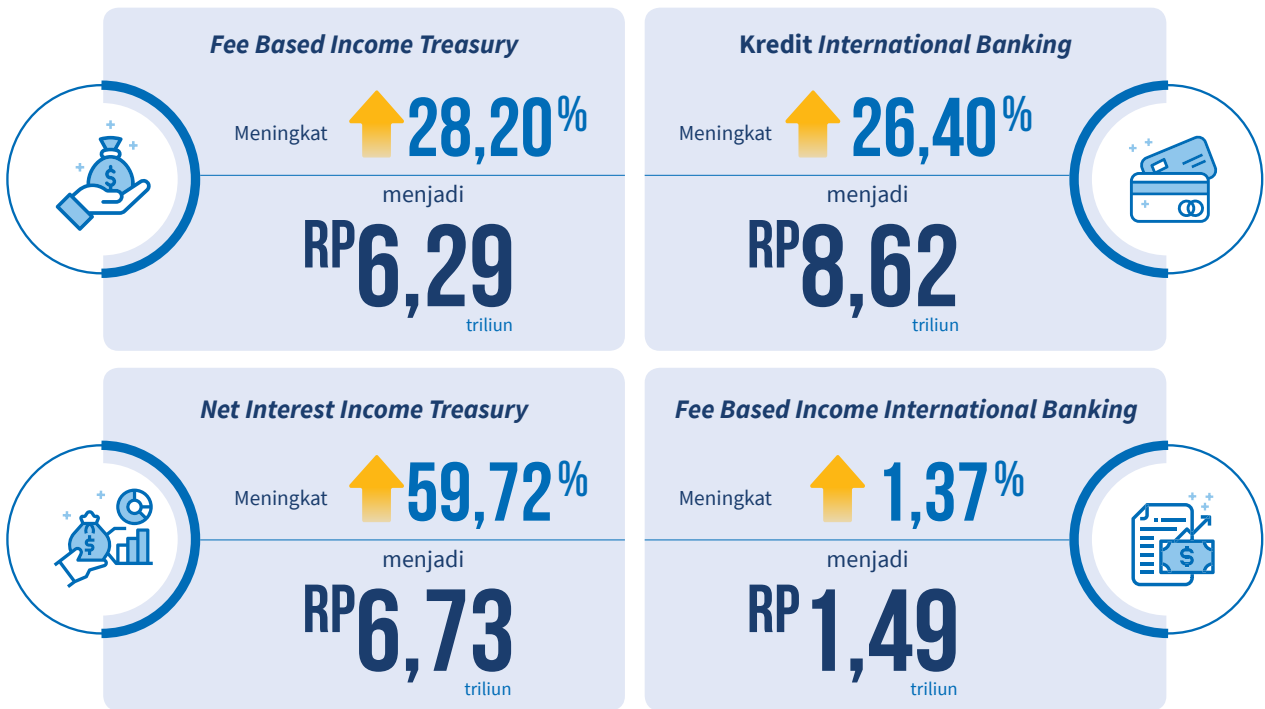 Fee Based Income Treasury
Meningkat 28,20%
menjadi
RP6,29
triliun
Kredit International Banking
Meningkat 26,40%
menjadi
RP8,62
triliun
Net Interest Income Treasury
Meningkat 59,72%
menjadi
RP6,73
triliun
Fee Based Income International Banking
Meningkat 1,37%
menjadi
RP1,49
triliun